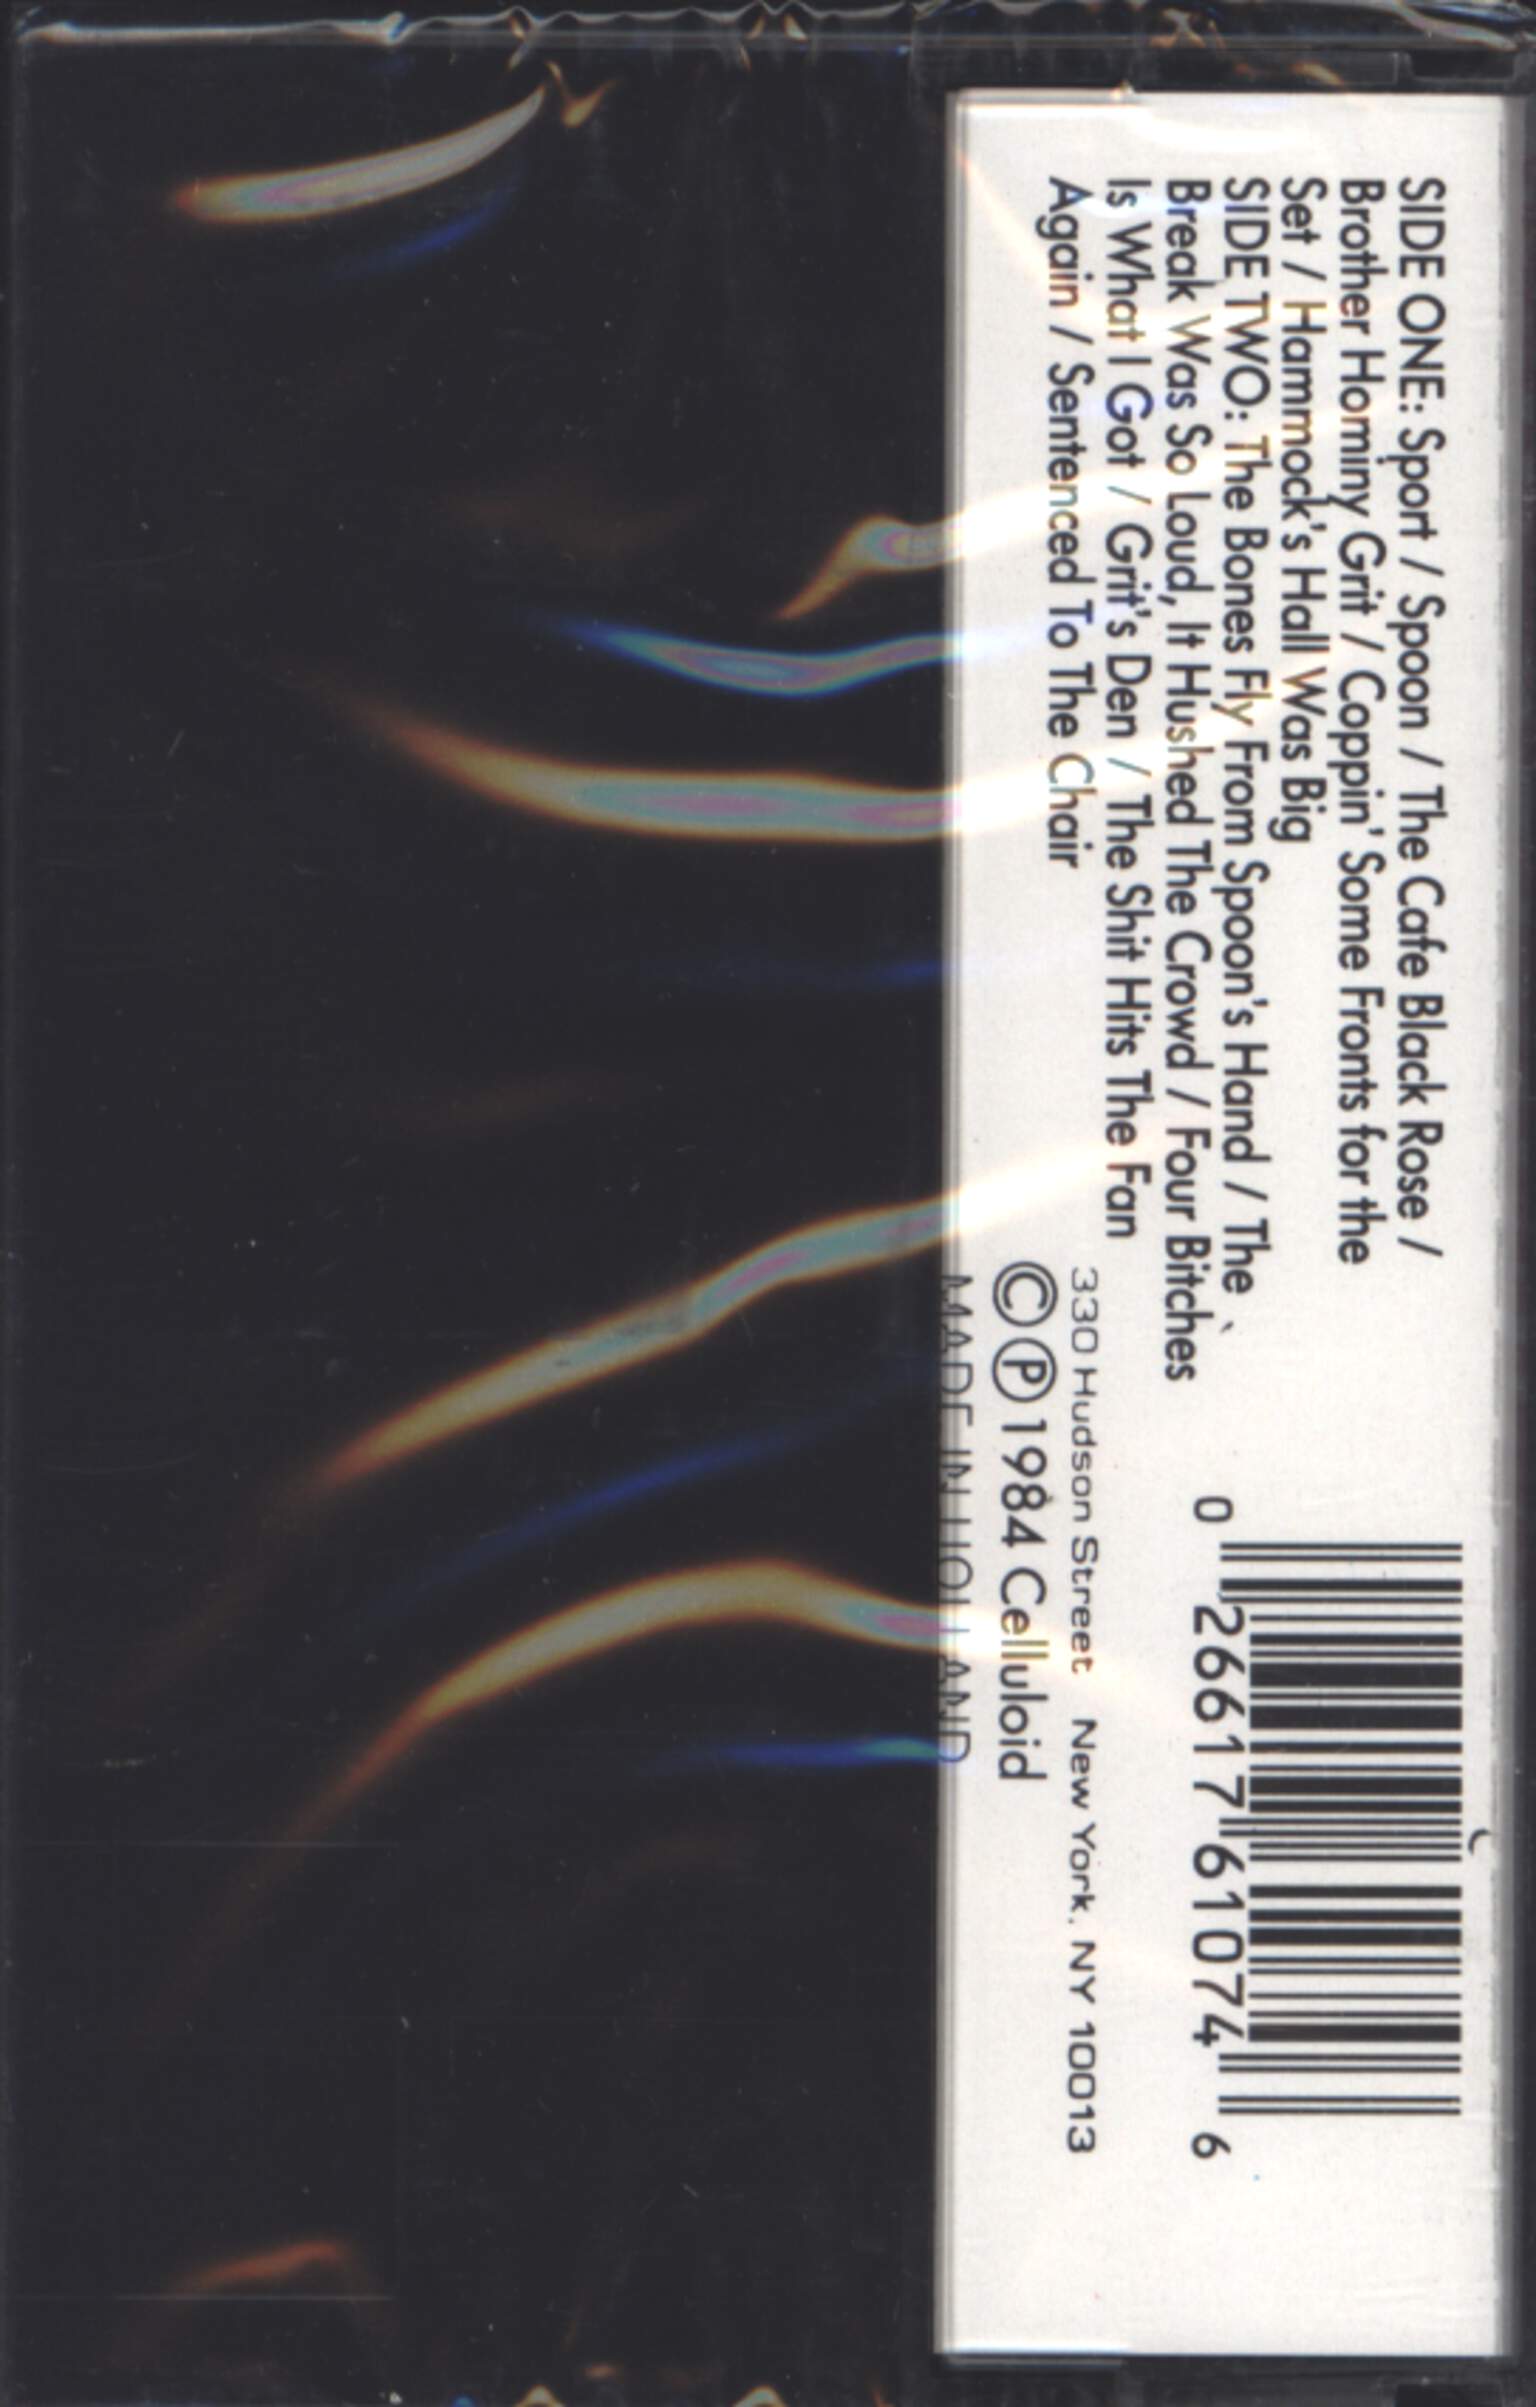 SIDE ONE: Sport / Spoon / The Cafe Black Rose /
Brother Hominy Grit / Coppin' Some Fronts for the
Set / Hammock's Hall Was Big
SIDE TWO: The Bones Fly From Spoon's Hand / The
Break Was So Loud, It Hushed The Crowd / Four Bitches
Is What I Got / Grit's Den / The Shit Hits The Fan
Again / Sentenced To The Chair
0 26617 61074 6
330 Hudson Street New York, NY 10013
©℗1984 Celluloid
MADE IN HOLLAND